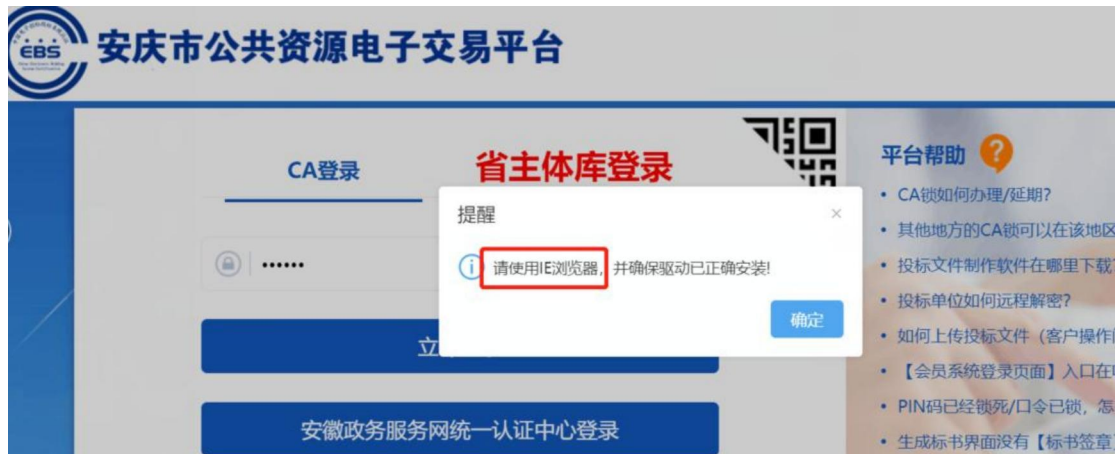 EBS
安庆市公共资源电子交易平台
CA登录
省主体库登录
平台帮助
提醒
请使用IE浏览器，并确保驱动已正确安装!
确定
立
安徽政务服务网统一认证中心登录
CA锁如何办理/延期?
其他地方的CA锁可以在该地区
投标文件制作软件在哪里下载?
投标单位如何远程解密?
如何上传投标文件（客户操作
【会员系统登录页面】入口在
PIN码已经锁死/口令已锁，怎
生成标书界面没有【标书签章